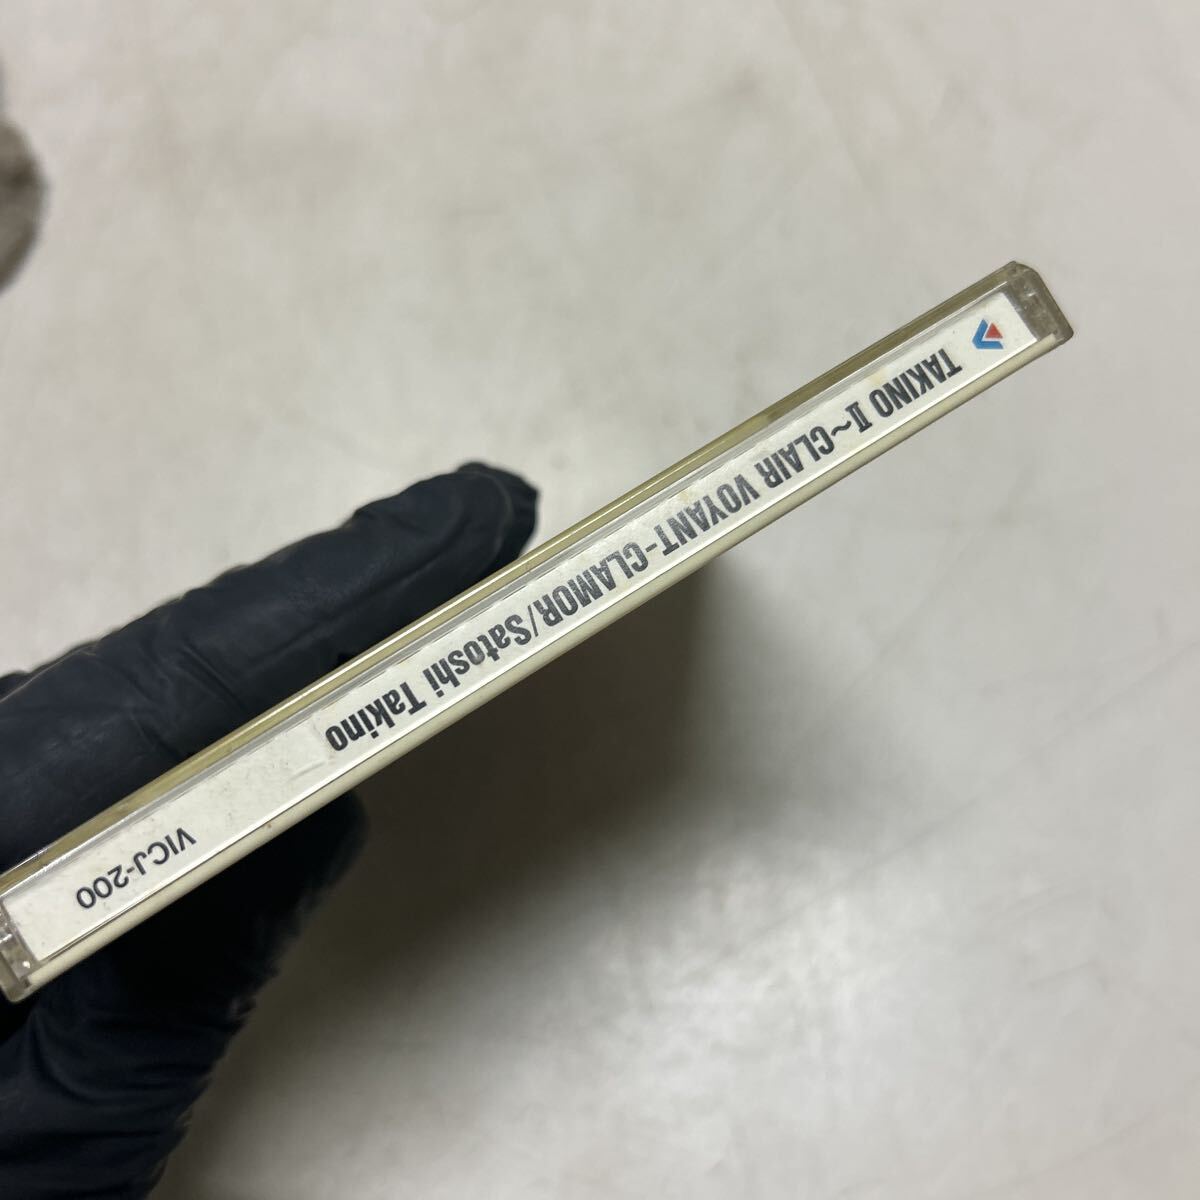 TAKINO Ⅱ～CLAIR VOYANT-CLAMOR/Satoshi Takino
VICJ-200